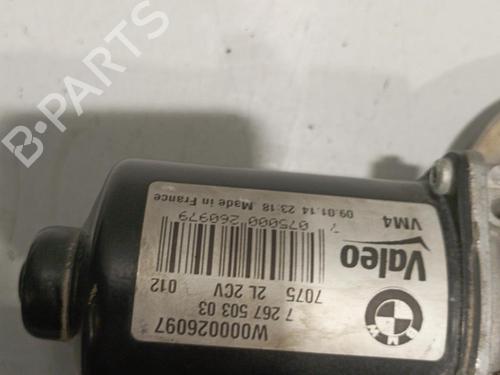 W000026097
7 267 503 03
7075 2L 2CV 012
BMW
Valeo
7 075000 260979
VM4
09.01.14 23.18 Made in France
B-PARTS